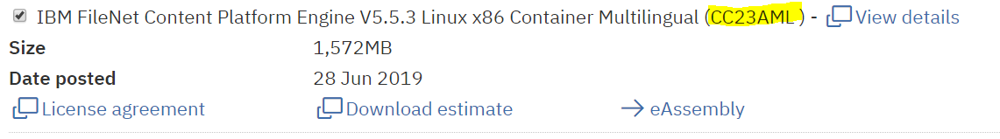 IBM FileNet Content Platform Engine V5.5.3 Linux x86 Container Multilingual (CC23AML ) - View details
Size 1,572MB
Date posted 28 Jun 2019
License agreement Download estimate eAssembly